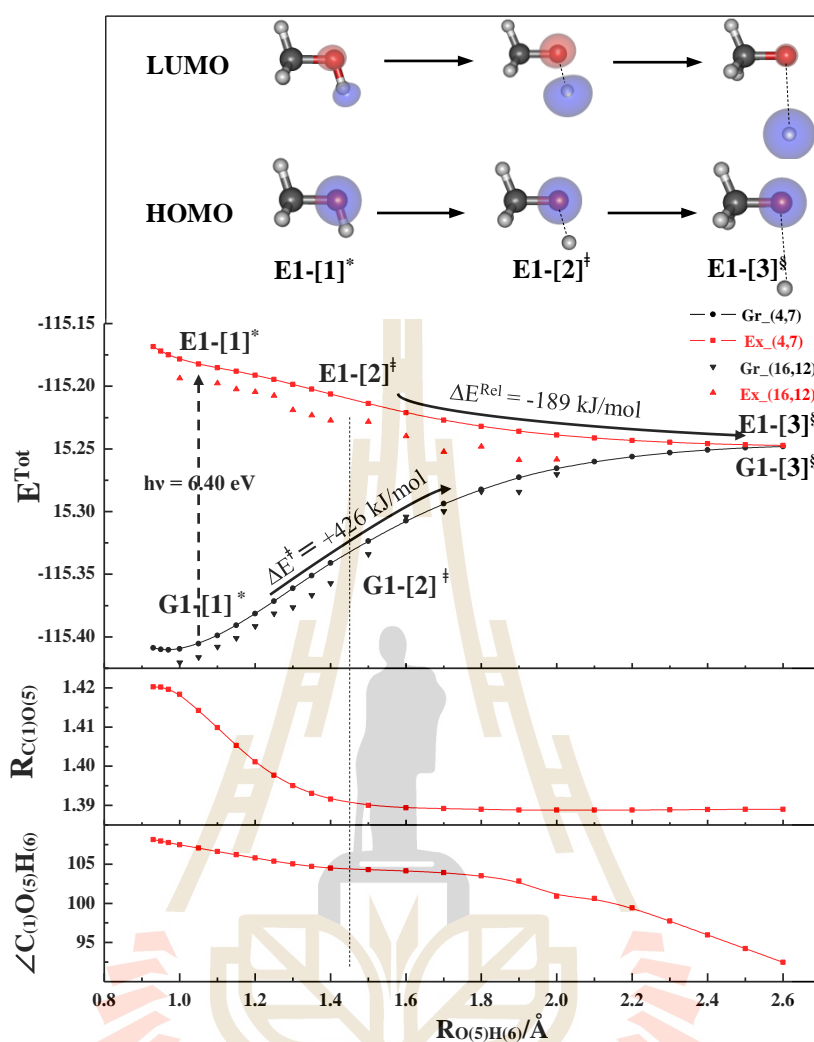 LUMO
HOMO
E1-[1]* E1-[2]‡ E1-[3]§
-115.15
-115.20
15.25
15.30
-115.35
-115.40
E^Tot
Gr_(4,7)
Ex_(4,7)
Gr_(16,12)
Ex_(16,12)
E1-[1]*
E1-[2]‡
ΔE^Rel = -189 kJ/mol
E1-[3]§
G1-[3]§
hν = 6.40 eV
ΔE‡ = +426 kJ/mol
G1-[1]*
G1-[2]‡
1.42
1.41
1.40
1.39
R_C(1)O(5)
105
100
95
∠C(1)O(5)H(6)
0.8 1.0 1.2 1.4 1.6 1.8 2.0 2.2 2.4 2.6
R_O(5)H(6)/Å